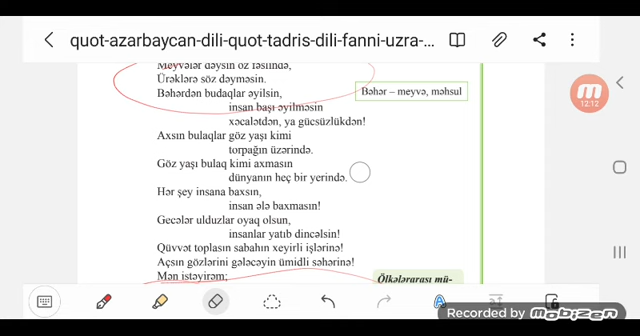 quot-azarbaycan-dili-quot-tadris-dili-fanni-uzra-...
Meyvələr dəysin öz fəslində,
Ürəklərə söz dəyməsin.
Bəhərdən budaqlar əyilsin,
insan başı əyilməsin
xəcalətdən, ya gücsüzlükdən!
Axsın bulaqlar göz yaşı kimi
torpağın üzərində.
Göz yaşı bulaq kimi axmasın
dünyanın heç bir yerində.
Hər şey insana baxsın,
insan ələ baxmasın!
Gecələr ulduzlar oyaq olsun,
insanlar yatıb dincəlsin!
Qüvvət toplasın sabahın xeyirli işlərinə!
Açsın gözlərini gələcəyin ümidli səhərinə!
Mən istəyirəm;
Bəhər – meyvə, məhsul
Ölkələrarası mü-
12:12
Recorded by mobizen